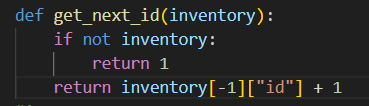 def get_next_id(inventory):
    if not inventory:
        return 1
    return inventory[-1]["id"] + 1